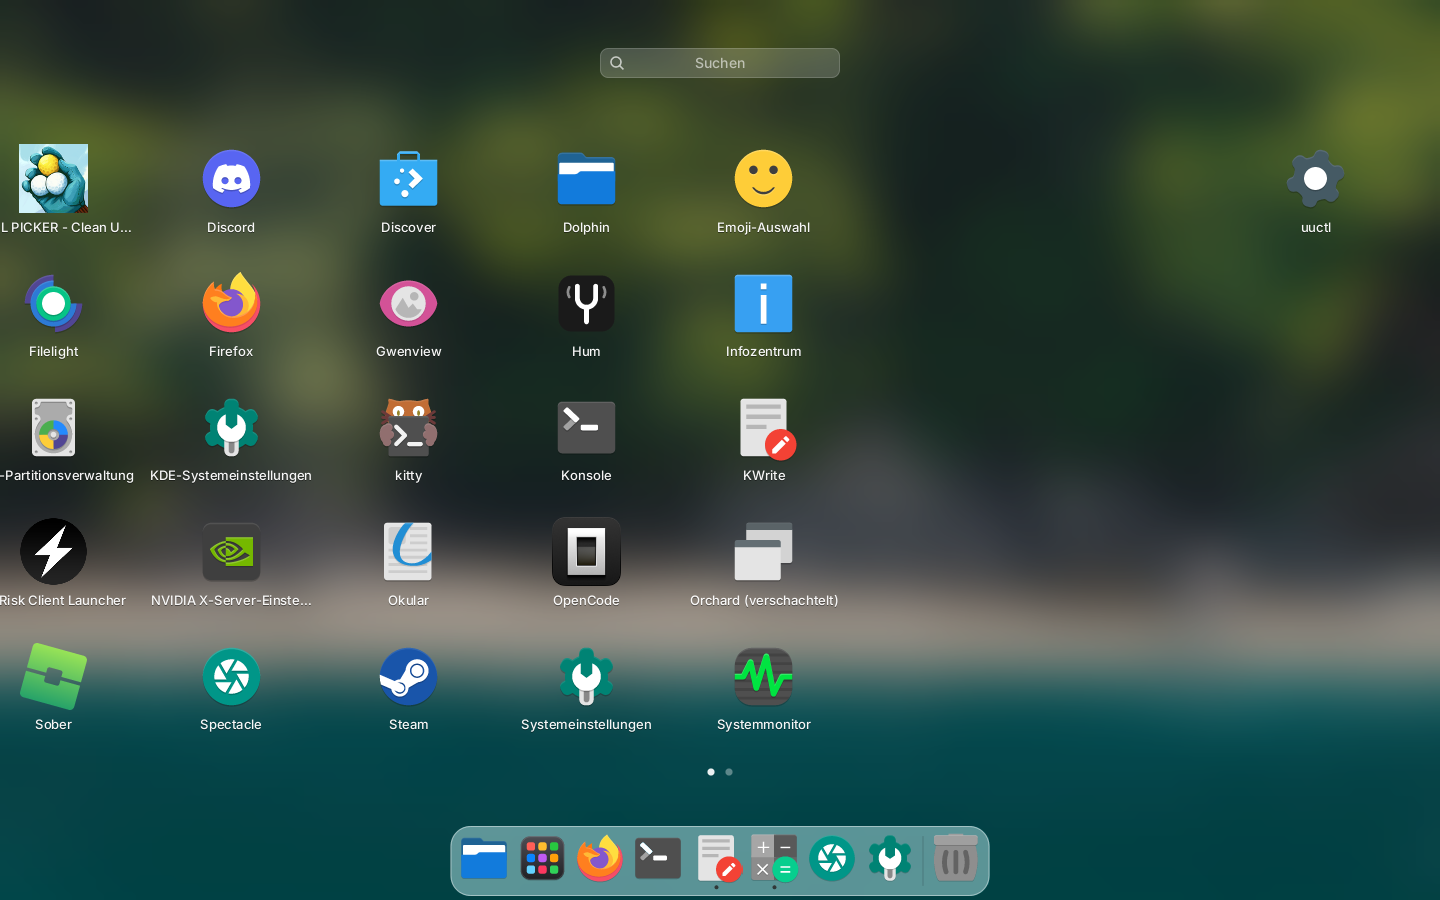 Suchen
L PICKER - Clean U...
Discord
Discover
Dolphin
Emoji-Auswahl
uuctl
Filelight
Firefox
Gwenview
Hum
Infozentrum
-Partitionsverwaltung
KDE-Systemeinstellungen
kitty
Konsole
KWrite
Risk Client Launcher
NVIDIA X-Server-Einste...
Okular
OpenCode
Orchard (verschachtelt)
Sober
Spectacle
Steam
Systemeinstellungen
Systemmonitor